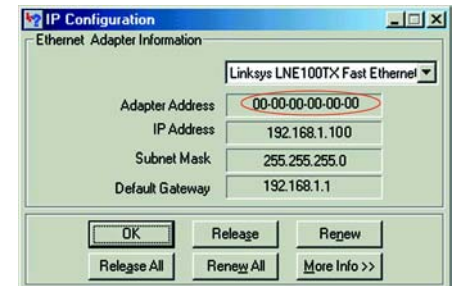 IP Configuration
Ethernet Adapter Information
Linksys LNE100TX Fast Ethernet
Adapter Address 00-00-00-00-00-00
IP Address 192.168.1.100
Subnet Mask 255.255.255.0
Default Gateway 192.168.1.1
OK Release Renew
Release All Renew All More Info >>